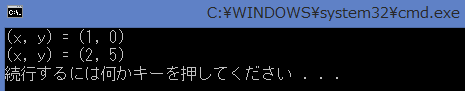 C:¥WINDOWS¥system32¥cmd.exe
(x, y) = (1, 0)
(x, y) = (2, 5)
続行するには何かキーを押してください . . .